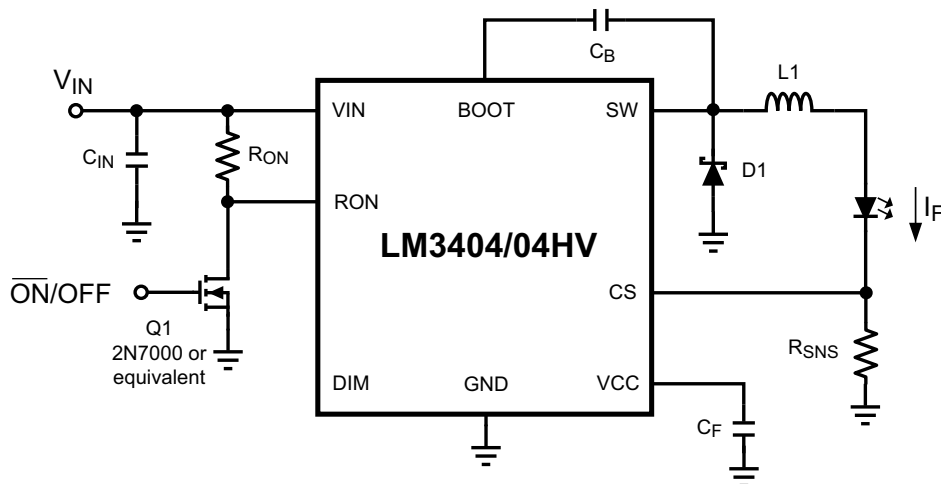 C_B
L1
V_IN
VIN
BOOT
SW
C_IN
R_ON
D1
RON
I_F
LM3404/04HV
O̅N̅/OFF
CS
Q1
2N7000 or
equivalent
R_SNS
DIM
GND
VCC
C_F